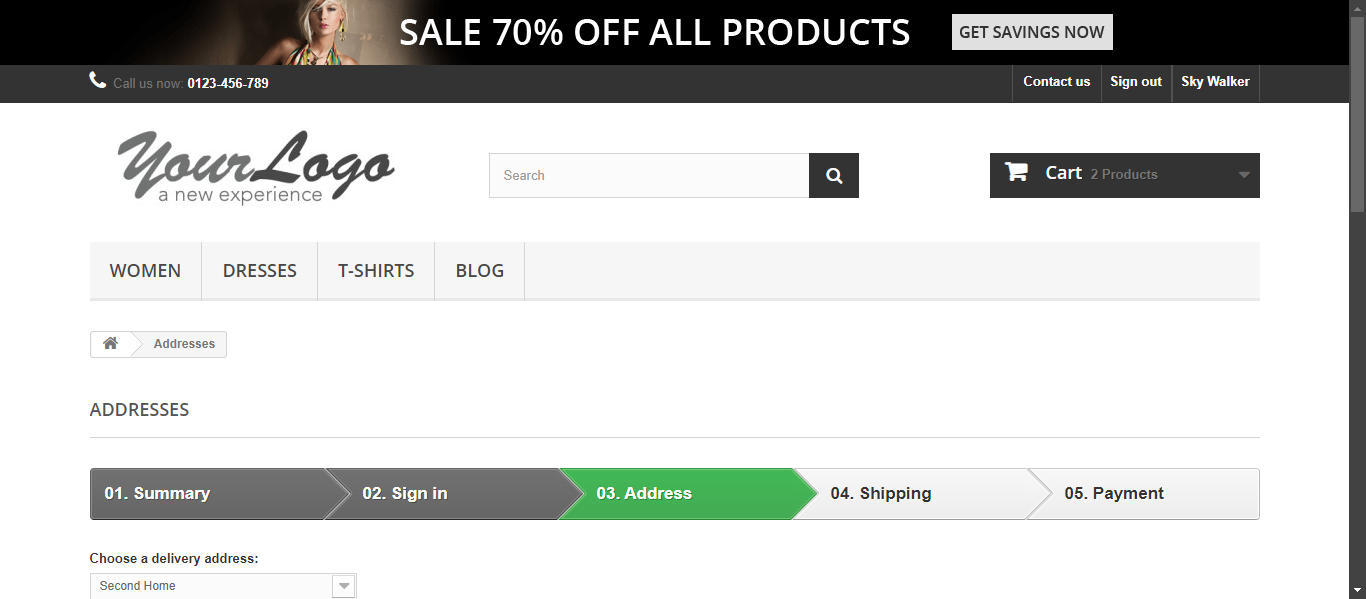 SALE 70% OFF ALL PRODUCTS GET SAVINGS NOW
Call us now: 0123-456-789 Contact us Sign out Sky Walker
YourLogo
a new experience
Search Cart 2 Products
WOMEN DRESSES T-SHIRTS BLOG
Addresses
ADDRESSES
01. Summary 02. Sign in 03. Address 04. Shipping 05. Payment
Choose a delivery address:
Second Home